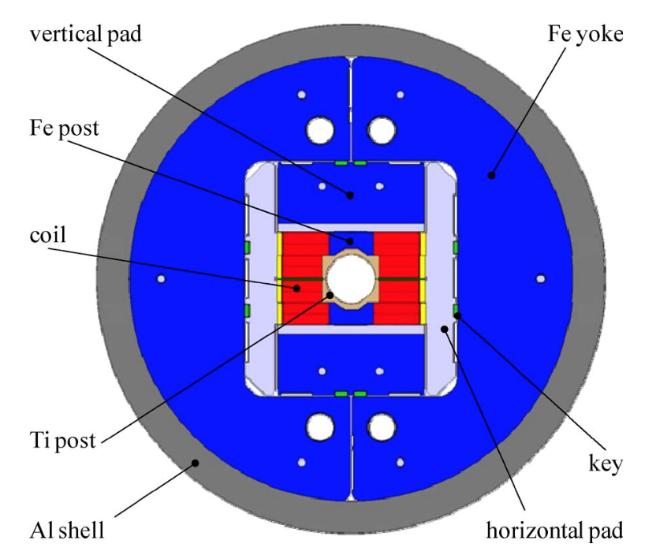 vertical pad
Fe yoke
Fe post
coil
Ti post
key
Al shell
horizontal pad